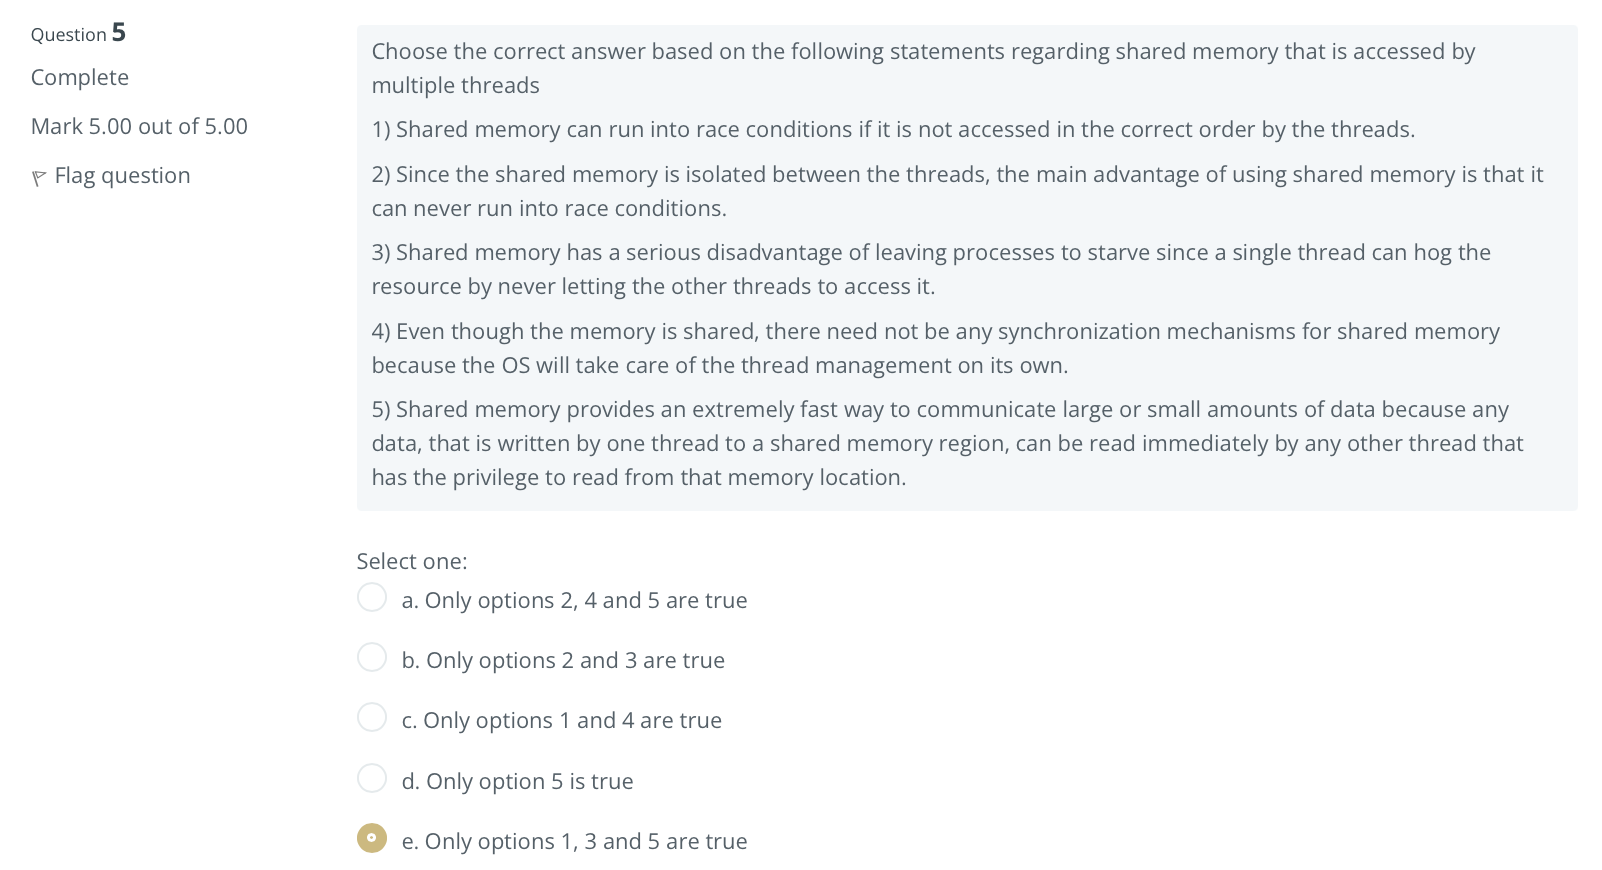 Question 5
Complete
Mark 5.00 out of 5.00
Flag question
Choose the correct answer based on the following statements regarding shared memory that is accessed by
multiple threads
1) Shared memory can run into race conditions if it is not accessed in the correct order by the threads.
2) Since the shared memory is isolated between the threads, the main advantage of using shared memory is that it
can never run into race conditions.
3) Shared memory has a serious disadvantage of leaving processes to starve since a single thread can hog the
resource by never letting the other threads to access it.
4) Even though the memory is shared, there need not be any synchronization mechanisms for shared memory
because the OS will take care of the thread management on its own.
5) Shared memory provides an extremely fast way to communicate large or small amounts of data because any
data, that is written by one thread to a shared memory region, can be read immediately by any other thread that
has the privilege to read from that memory location.
Select one:
a. Only options 2, 4 and 5 are true
b. Only options 2 and 3 are true
c. Only options 1 and 4 are true
d. Only option 5 is true
e. Only options 1, 3 and 5 are true